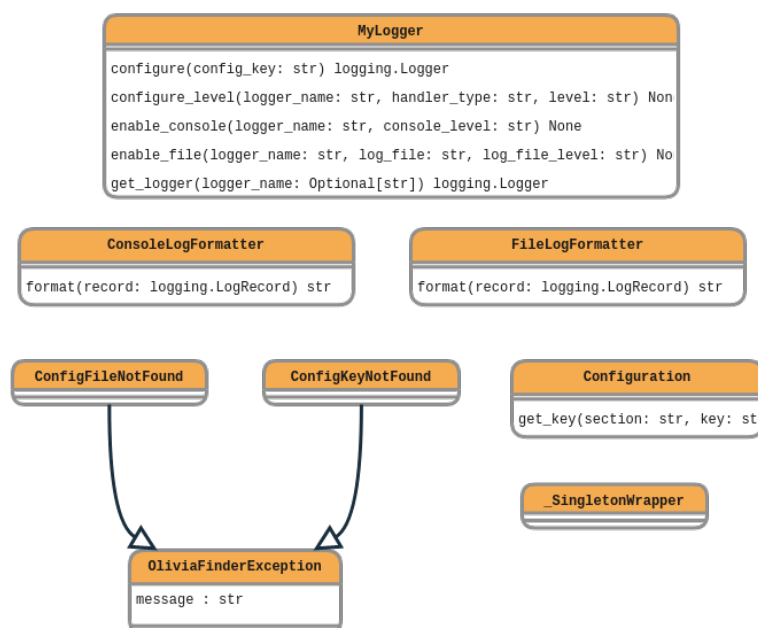 MyLogger
configure(config_key: str) logging.Logger
configure_level(logger_name: str, handler_type: str, level: str) Non
enable_console(logger_name: str, console_level: str) None
enable_file(logger_name: str, log_file: str, log_file_level: str) No
get_logger(logger_name: Optional[str]) logging.Logger
ConsoleLogFormatter
format(record: logging.LogRecord) str
FileLogFormatter
format(record: logging.LogRecord) str
ConfigFileNotFound
ConfigKeyNotFound
Configuration
get_key(section: str, key: st
_SingletonWrapper
OliviaFinderException
message : str